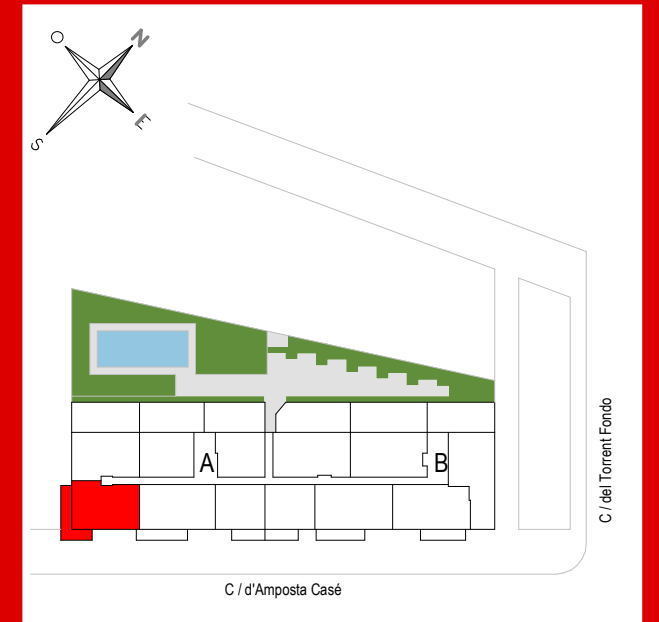 O N
S E
A B
C / del Torrent Fondo
C / d'Amposta Casé